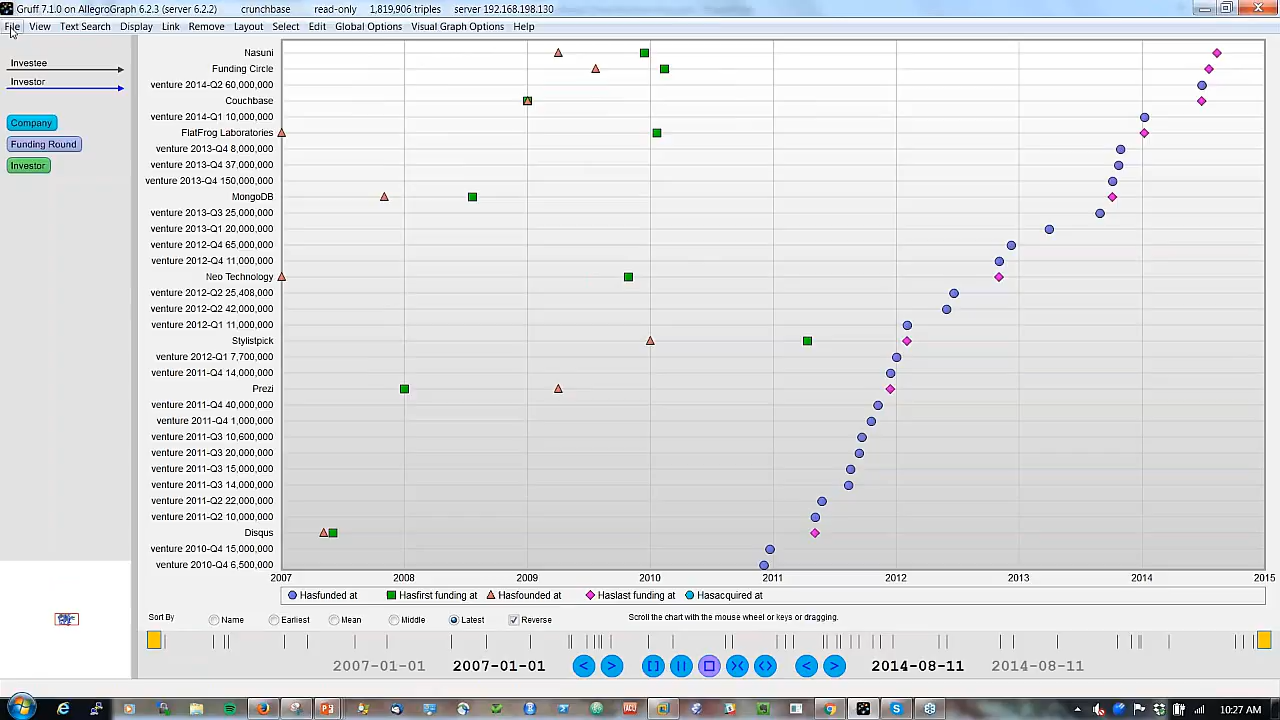 Gruff 7.1.0 on AllegroGraph 6.2.3 (server 6.2.2) crunchbase read-only 1,819,906 triples server 192.168.198.130
File View Text Search Display Link Remove Layout Select Edit Global Options Visual Graph Options Help
Investee
Investor
Company
Funding Round
Investor
Nasuni
Funding Circle
venture 2014-Q2 60,000,000
Couchbase
venture 2014-Q1 10,000,000
FlatFrog Laboratories
venture 2013-Q4 8,000,000
venture 2013-Q4 37,000,000
venture 2013-Q4 150,000,000
MongoDB
venture 2013-Q3 25,000,000
venture 2013-Q1 20,000,000
venture 2012-Q4 65,000,000
venture 2012-Q4 11,000,000
Neo Technology
venture 2012-Q2 25,408,000
venture 2012-Q2 42,000,000
venture 2012-Q1 11,000,000
Stylistpick
venture 2012-Q1 7,700,000
venture 2011-Q4 14,000,000
Prezi
venture 2011-Q4 40,000,000
venture 2011-Q4 1,000,000
venture 2011-Q3 10,600,000
venture 2011-Q3 20,000,000
venture 2011-Q3 15,000,000
venture 2011-Q3 14,000,000
venture 2011-Q2 22,000,000
venture 2011-Q2 10,000,000
Disqus
venture 2010-Q4 15,000,000
venture 2010-Q4 6,500,000
2007 2008 2009 2010 2011 2012 2013 2014 2015
Hasfunded at Hasfirst funding at Hasfounded at Haslast funding at Hasacquired at
Sort By Name Earliest Mean Middle Latest Reverse Scroll the chart with the mouse wheel or keys or dragging.
2007-01-01 2007-01-01 < > [ ] || >< <> < > 2014-08-11 2014-08-11
10:27 AM